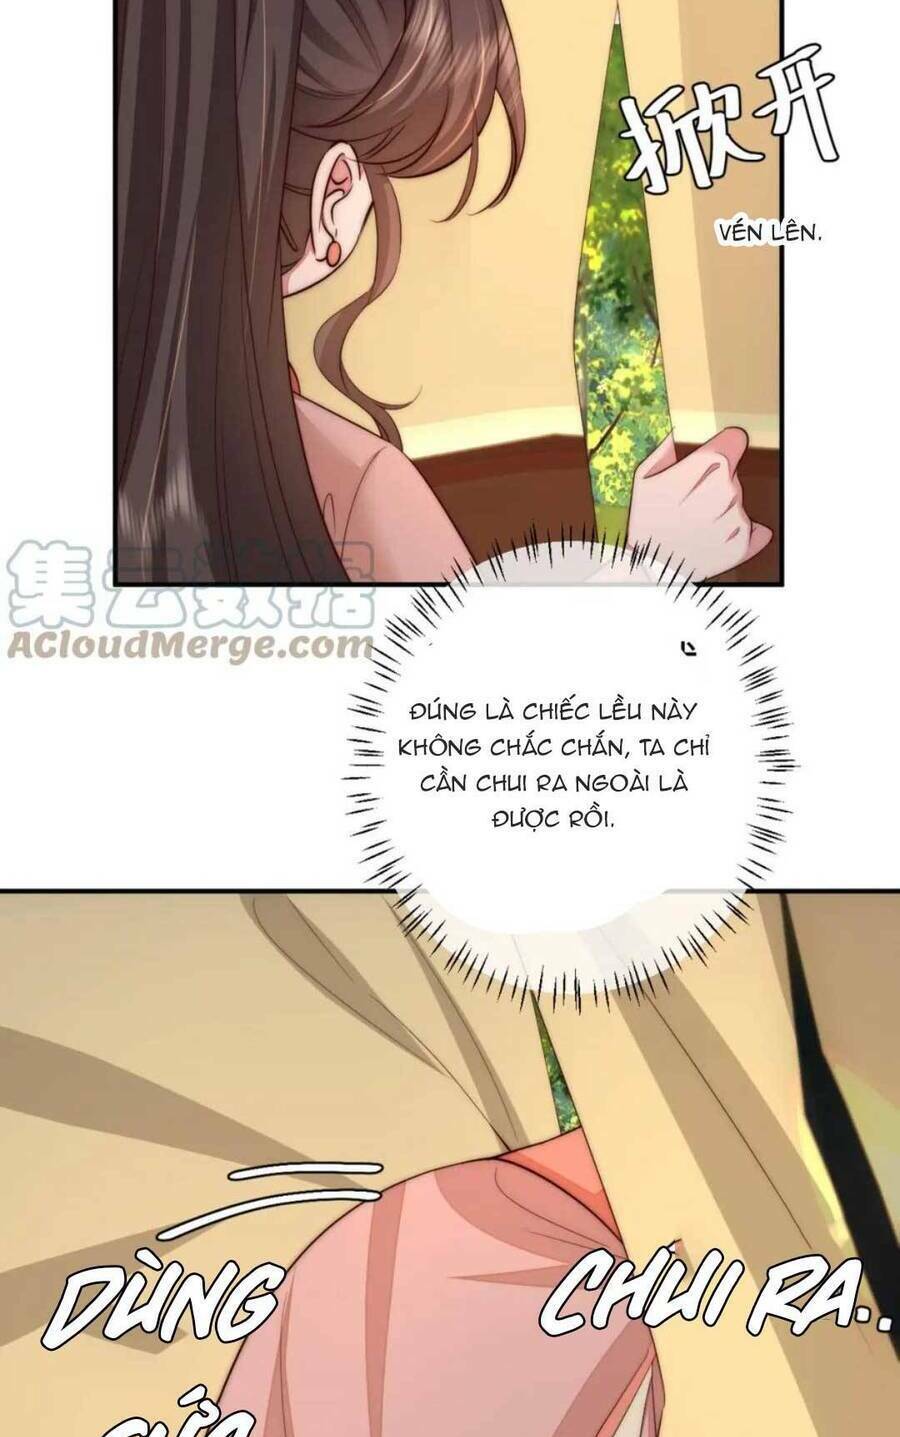 掀开
VÉN LÊN.
集云数据
ACloudMerge.com
ĐÚNG LÀ CHIẾC LỀU NÀY
KHÔNG CHẮC CHẮN, TA CHỈ
CẦN CHUI RA NGOÀI LÀ
ĐƯỢC RỒI.
DÙNG CHUI RA..
SỨC